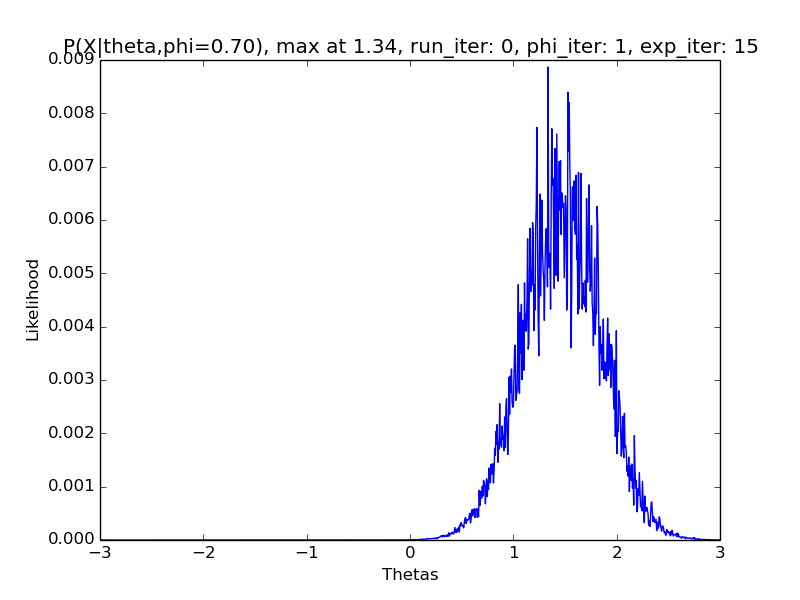 P(X|theta,phi=0.70), max at 1.34, run_iter: 0, phi_iter: 1, exp_iter: 15
0.009
0.008
0.007
0.006
0.005
0.004
0.003
0.002
0.001
0.000
Likelihood
−3 −2 −1 0 1 2 3
Thetas